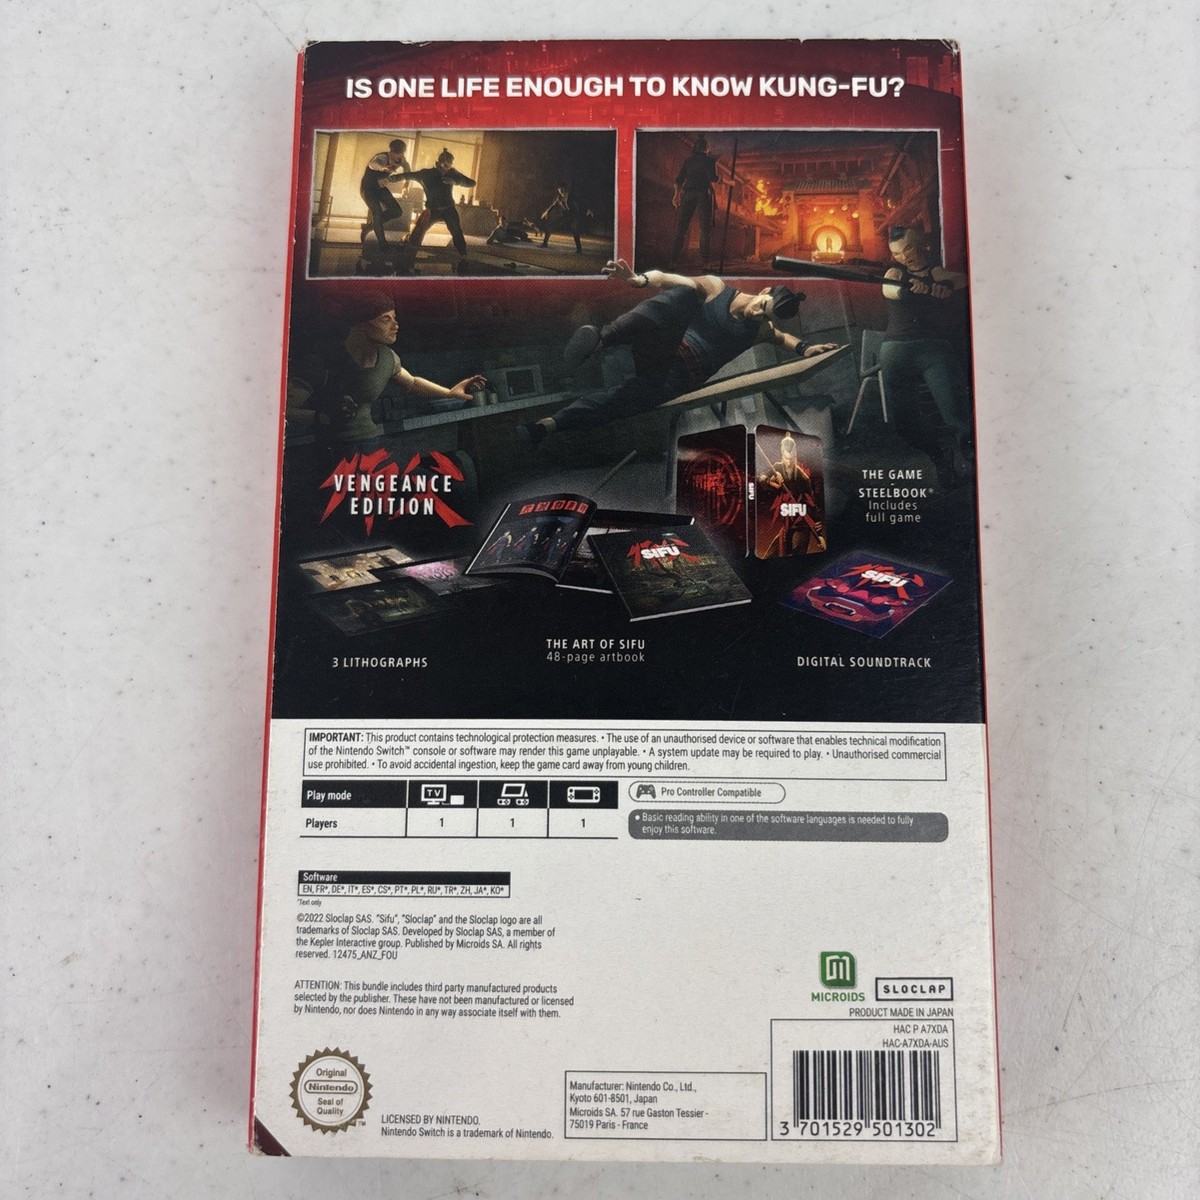 IS ONE LIFE ENOUGH TO KNOW KUNG-FU?
VENGEANCE
EDITION
THE GAME
-
STEELBOOK®
Includes
full game
SIFU
SIFU
SIFU
SIFU
3 LITHOGRAPHS
THE ART OF SIFU
48-page artbook
DIGITAL SOUNDTRACK
IMPORTANT: This product contains technological protection measures. • The use of an unauthorised device or software that enables technical modification
of the Nintendo Switch™ console or software may render this game unplayable. • A system update may be required to play. • Unauthorised commercial
use prohibited. • To avoid accidental ingestion, keep the game card away from young children.
Play mode TV
Players 1 1 1
Pro Controller Compatible
• Basic reading ability in one of the software languages is needed to fully
enjoy this software.
Software
EN, FR*, DE*, IT*, ES*, CS*, PT*, PL*, RU*, TR*, ZH, JA*, KO*
*Text only
©2022 Sloclap SAS. "Sifu", "Sloclap" and the Sloclap logo are all
trademarks of Sloclap SAS. Developed by Sloclap SAS, a member of
the Kepler Interactive group. Published by Microids SA. All rights
reserved. 12475_ANZ_FOU
ATTENTION: This bundle includes third party manufactured products
selected by the publisher. These have not been manufactured or licensed
by Nintendo, nor does Nintendo in any way associate itself with them.
MICROIDS
SLOCLAP
PRODUCT MADE IN JAPAN
HAC P A7XDA
HAC-A7XDA-AUS
Original
Nintendo
Seal of
Quality
TM
LICENSED BY NINTENDO.
Nintendo Switch is a trademark of Nintendo.
Manufacturer: Nintendo Co., Ltd.,
Kyoto 601-8501, Japan
Microids SA. 57 rue Gaston Tessier -
75019 Paris - France
3 701529 501302